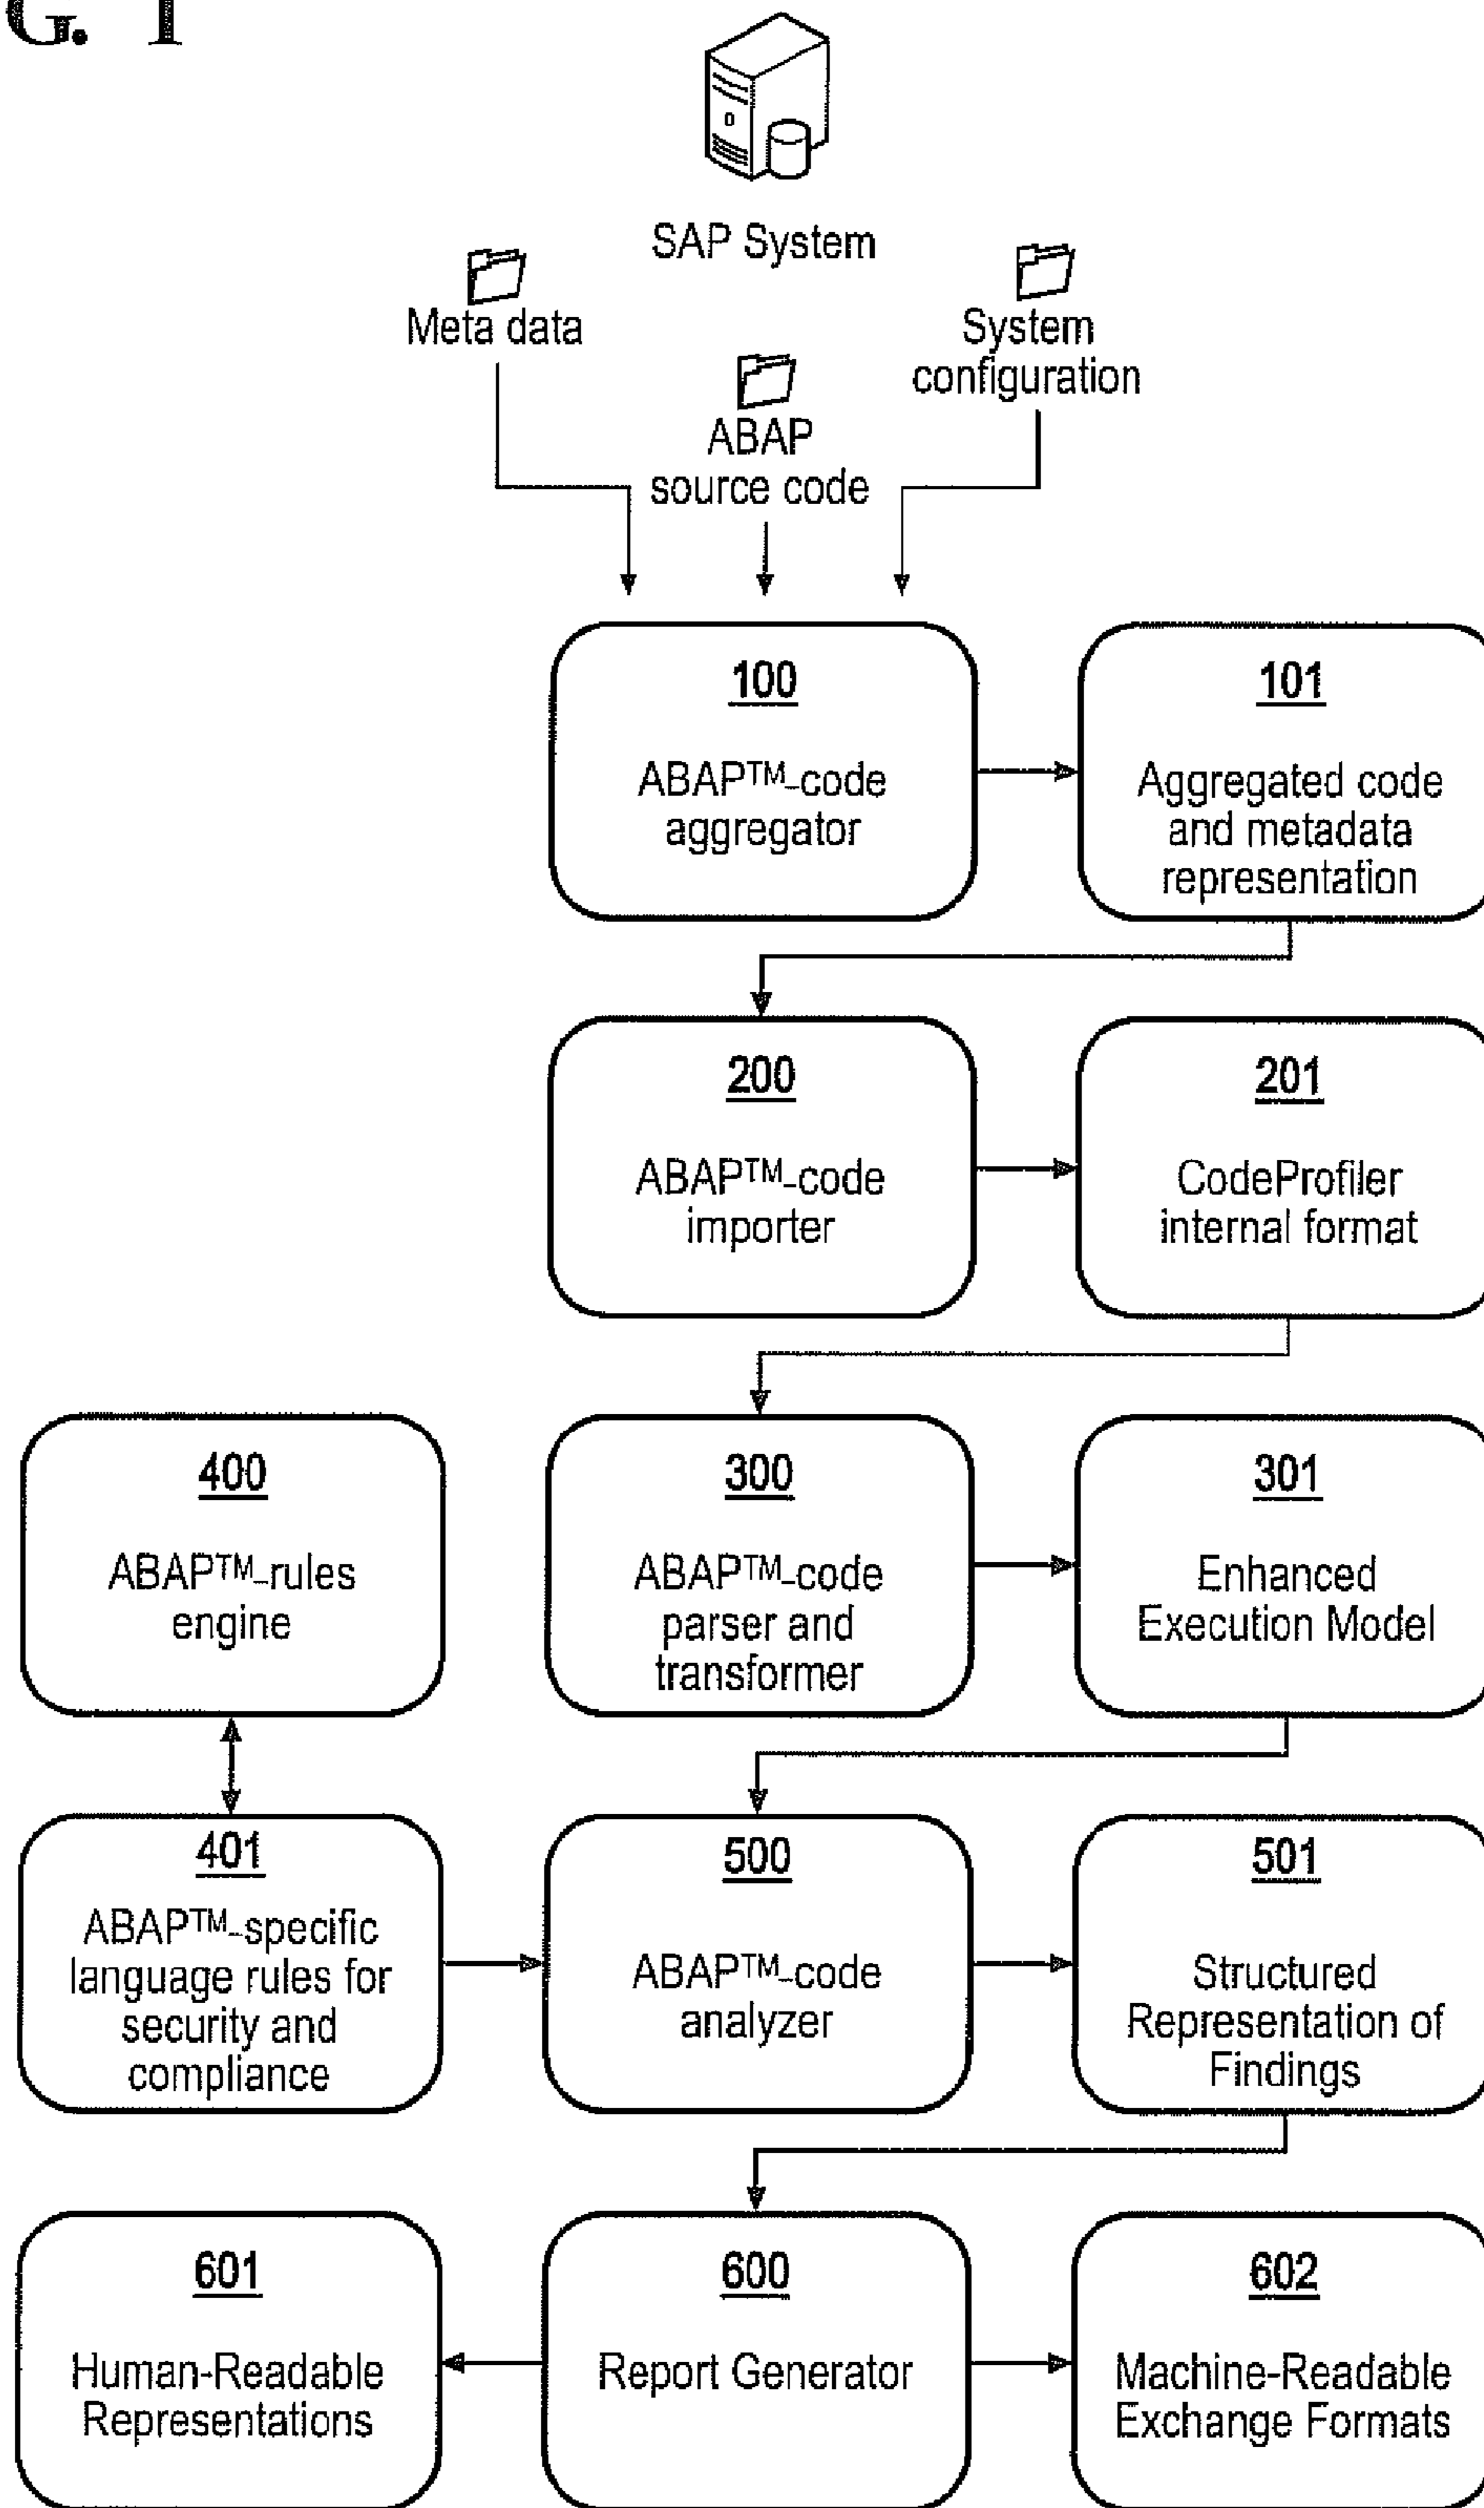 G. 1
SAP System
Meta data
System
configuration
ABAP
source code
100
ABAP™-code
aggregator
101
Aggregated code
and metadata
representation
200
ABAP™-code
importer
201
CodeProfiler
internal format
400
ABAP™-rules
engine
300
ABAP™-code
parser and
transformer
301
Enhanced
Execution Model
401
ABAP™-specific
language rules for
security and
compliance
500
ABAP™-code
analyzer
501
Structured
Representation of
Findings
601
Human-Readable
Representations
600
Report Generator
602
Machine-Readable
Exchange Formats